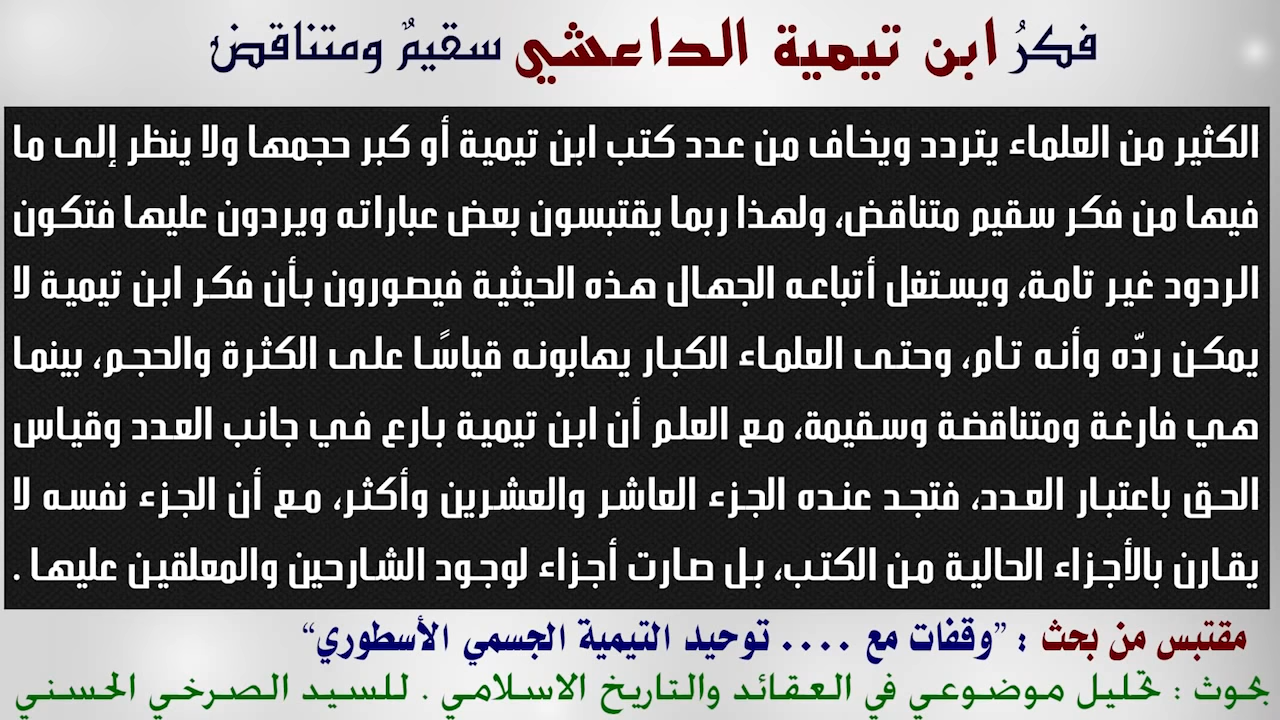 فكرُ ابن تيمية الداعشي سقيمٌ ومتناقض
الكثير من العلماء يتردد ويخاف من عدد كتب ابن تيمية أو كبر حجمها ولا ينظر إلى ما
فيها من فكر سقيم متناقض، ولهذا ربما يقتبسون بعض عباراته ويردون عليها فتكون
الردود غير تامة، ويستغل أتباعه الجهال هذه الحيثية فيصورون بأن فكر ابن تيمية لا
يمكن ردّه وأنه تام، وحتى العلماء الكبار يهابونه قياسًا على الكثرة والحجم، بينما
هي فارغة ومتناقضة وسقيمة، مع العلم أن ابن تيمية بارع في جانب العدد وقياس
الحق باعتبار العدد، فتجد عنده الجزء العاشر والعشرين وأكثر، مع أن الجزء نفسه لا
يقارن بالأجزاء الحالية من الكتب، بل صارت أجزاء لوجود الشارحين والمعلقين عليها .
مقتبس من بحث : "وقفات مع .... توحيد التيمية الجسمي الأسطوري"
بحوث : تحليل موضوعي في العقائد والتاريخ الاسلامي . للسيد الصرخي الحسني